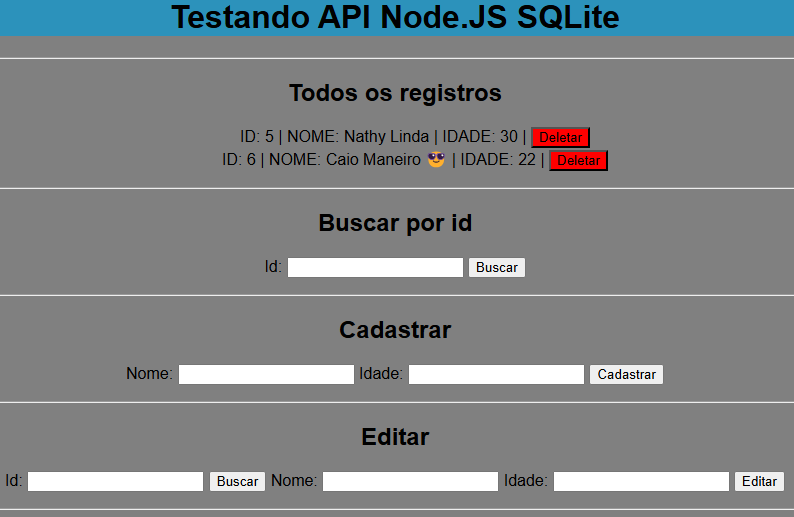 Testando API Node.JS SQLite
Todos os registros
ID: 5 | NOME: Nathy Linda | IDADE: 30 | Deletar
ID: 6 | NOME: Caio Maneiro 😎 | IDADE: 22 | Deletar
Buscar por id
Id: Buscar
Cadastrar
Nome: Idade: Cadastrar
Editar
Id: Buscar Nome: Idade: Editar